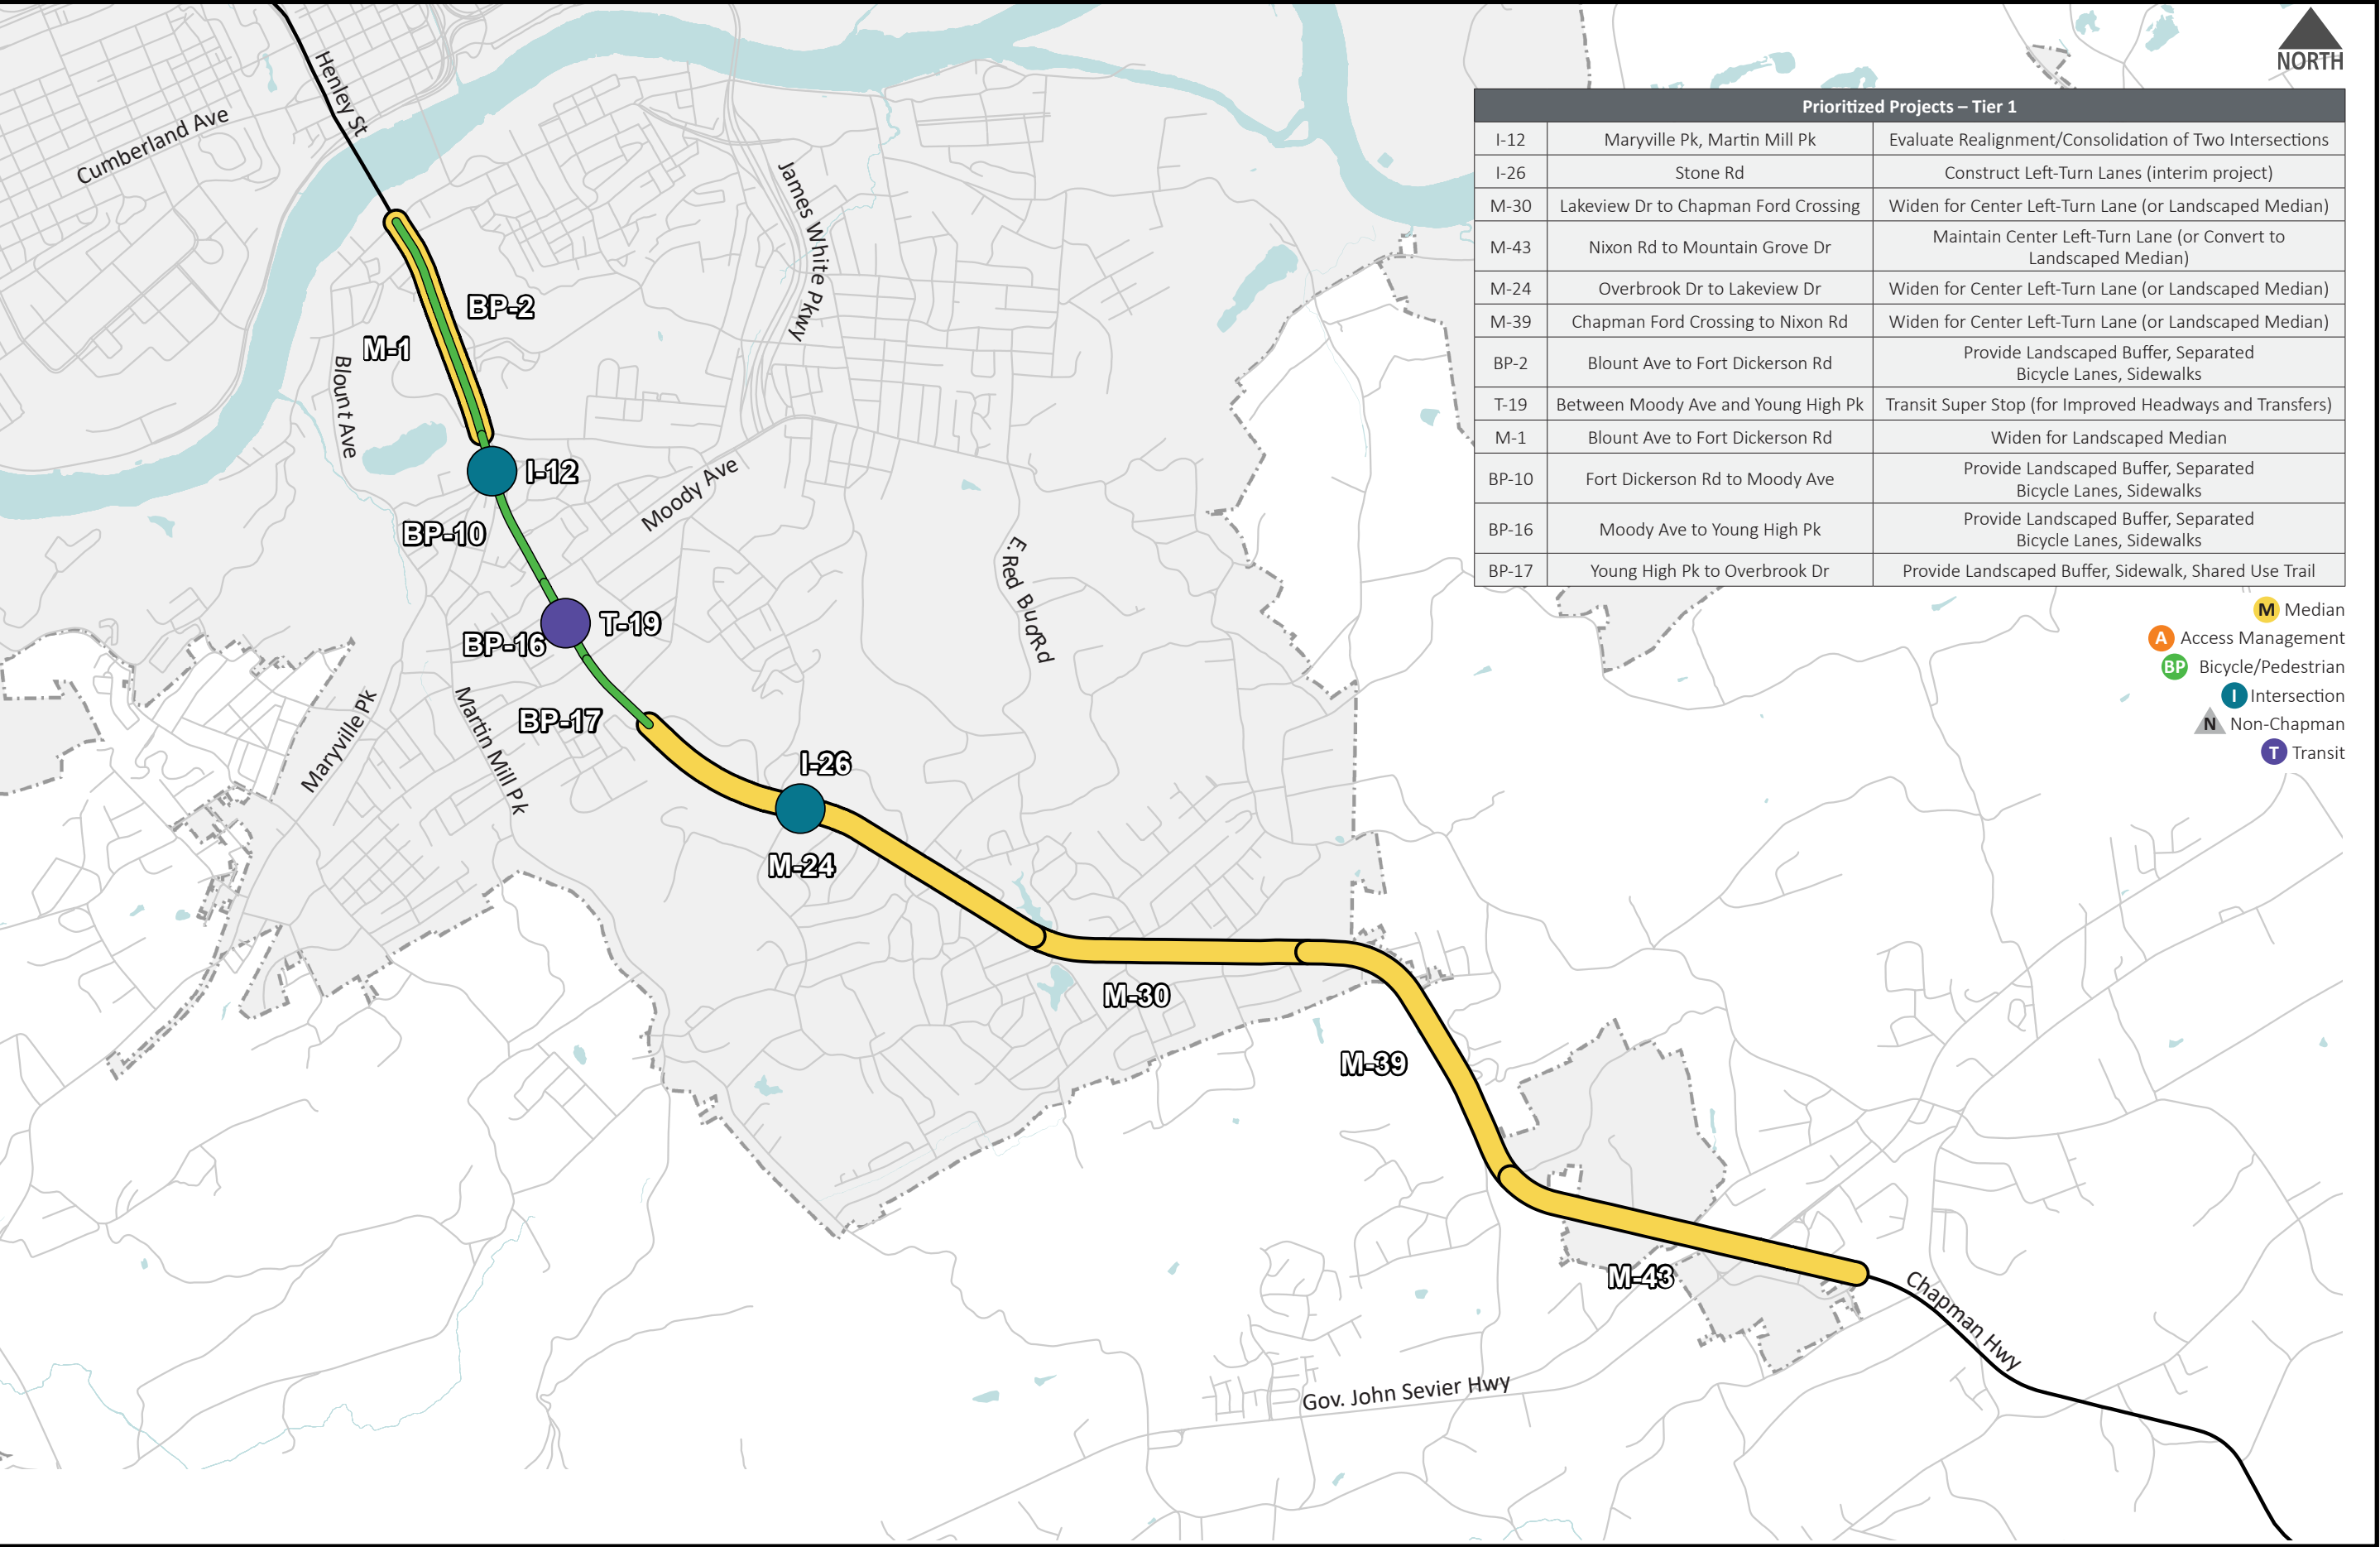 NORTH
Prioritized Projects – Tier 1
I-12 Maryville Pk, Martin Mill Pk Evaluate Realignment/Consolidation of Two Intersections
I-26 Stone Rd Construct Left-Turn Lanes (interim project)
M-30 Lakeview Dr to Chapman Ford Crossing Widen for Center Left-Turn Lane (or Landscaped Median)
M-43 Nixon Rd to Mountain Grove Dr Maintain Center Left-Turn Lane (or Convert to
Landscaped Median)
M-24 Overbrook Dr to Lakeview Dr Widen for Center Left-Turn Lane (or Landscaped Median)
M-39 Chapman Ford Crossing to Nixon Rd Widen for Center Left-Turn Lane (or Landscaped Median)
BP-2 Blount Ave to Fort Dickerson Rd Provide Landscaped Buffer, Separated
Bicycle Lanes, Sidewalks
T-19 Between Moody Ave and Young High Pk Transit Super Stop (for Improved Headways and Transfers)
M-1 Blount Ave to Fort Dickerson Rd Widen for Landscaped Median
BP-10 Fort Dickerson Rd to Moody Ave Provide Landscaped Buffer, Separated
Bicycle Lanes, Sidewalks
BP-16 Moody Ave to Young High Pk Provide Landscaped Buffer, Separated
Bicycle Lanes, Sidewalks
BP-17 Young High Pk to Overbrook Dr Provide Landscaped Buffer, Sidewalk, Shared Use Trail
M Median
A Access Management
BP Bicycle/Pedestrian
I Intersection
N Non-Chapman
T Transit
Henley St
Cumberland Ave
James White Pkwy
BP-2
M-1
Blount Ave
I-12
Moody Ave
BP-10
E. Red Bud Rd
T-19
BP-16
Maryville Pk
Martin Mill Pk
BP-17
I-26
M-24
M-30
M-39
M-43
Chapman Hwy
Gov. John Sevier Hwy